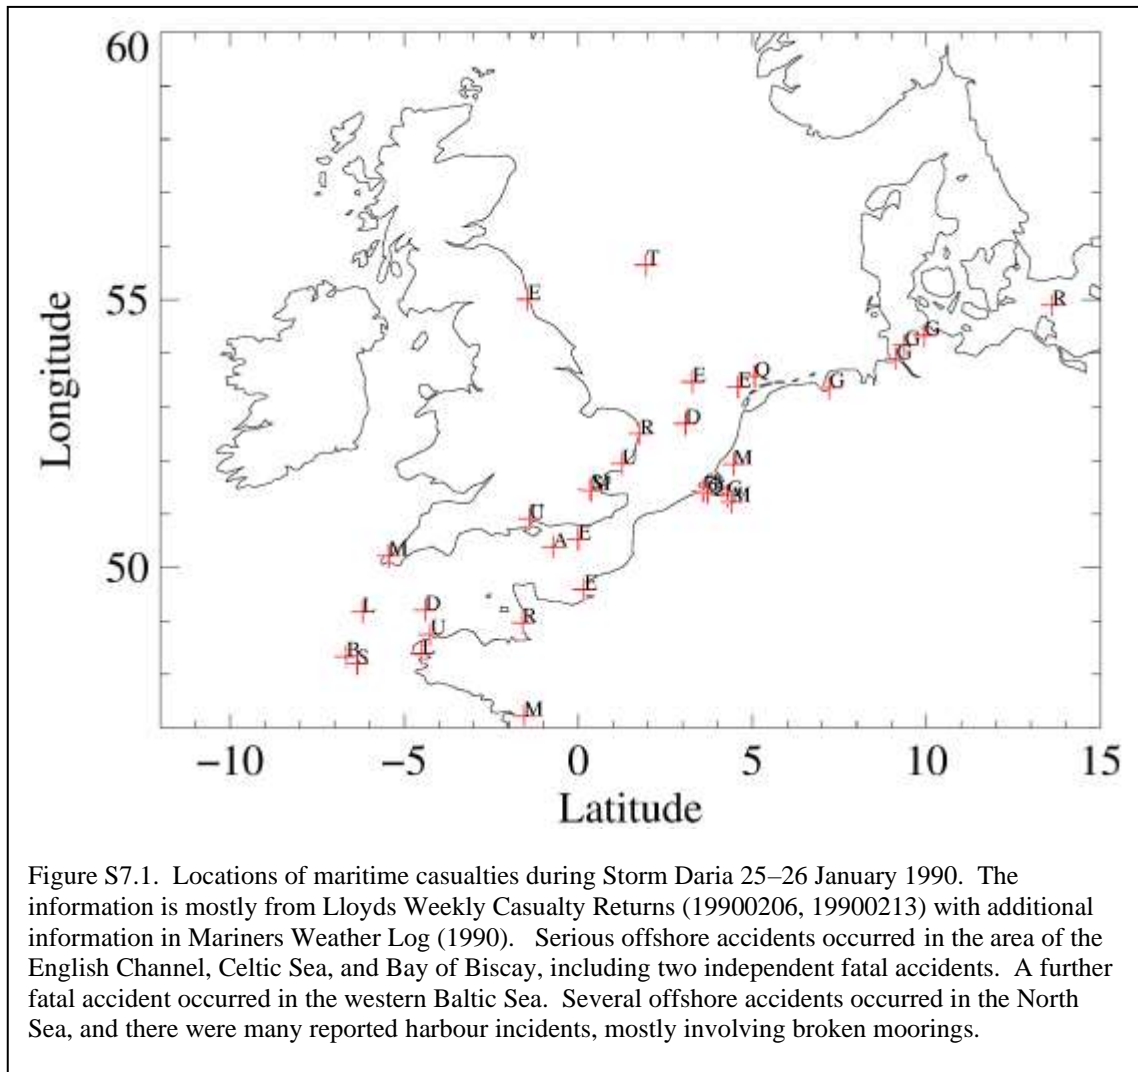 60
T
E
55
R
G
G
G
E
E
Q
G
D
R
L
M
M
G
M
U
E
A
M
E
L
D
R
U
L
B
S
M
50
Longitude
−10 −5 0 5 10 15
Latitude
Figure S7.1. Locations of maritime casualties during Storm Daria 25–26 January 1990. The
information is mostly from Lloyds Weekly Casualty Returns (19900206, 19900213) with additional
information in Mariners Weather Log (1990). Serious offshore accidents occurred in the area of the
English Channel, Celtic Sea, and Bay of Biscay, including two independent fatal accidents. A further
fatal accident occurred in the western Baltic Sea. Several offshore accidents occurred in the North
Sea, and there were many reported harbour incidents, mostly involving broken moorings.